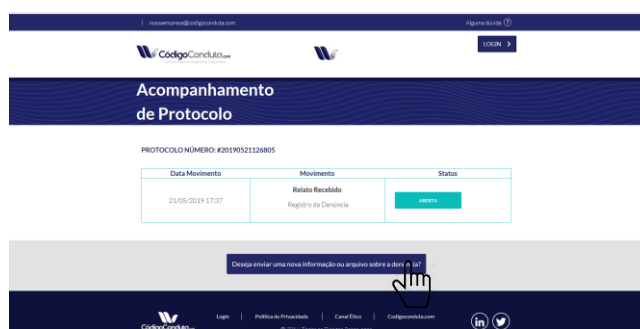 nossaempresa@codigoconduta.com
Alguma dúvida ?
CódigoConduta.com
LOGIN >
Acompanhamento
de Protocolo
PROTOCOLO NÚMERO: #20190521126805
Data Movimento Movimento Status
21/05/2019 17:37
Relato Recebido
Registro da Denúncia
ABERTA
Deseja enviar uma nova informação ou arquivo sobre a denúncia?
Login | Política de Privacidade | Canal Ético | Codigoconduta.com
CódigoConduta